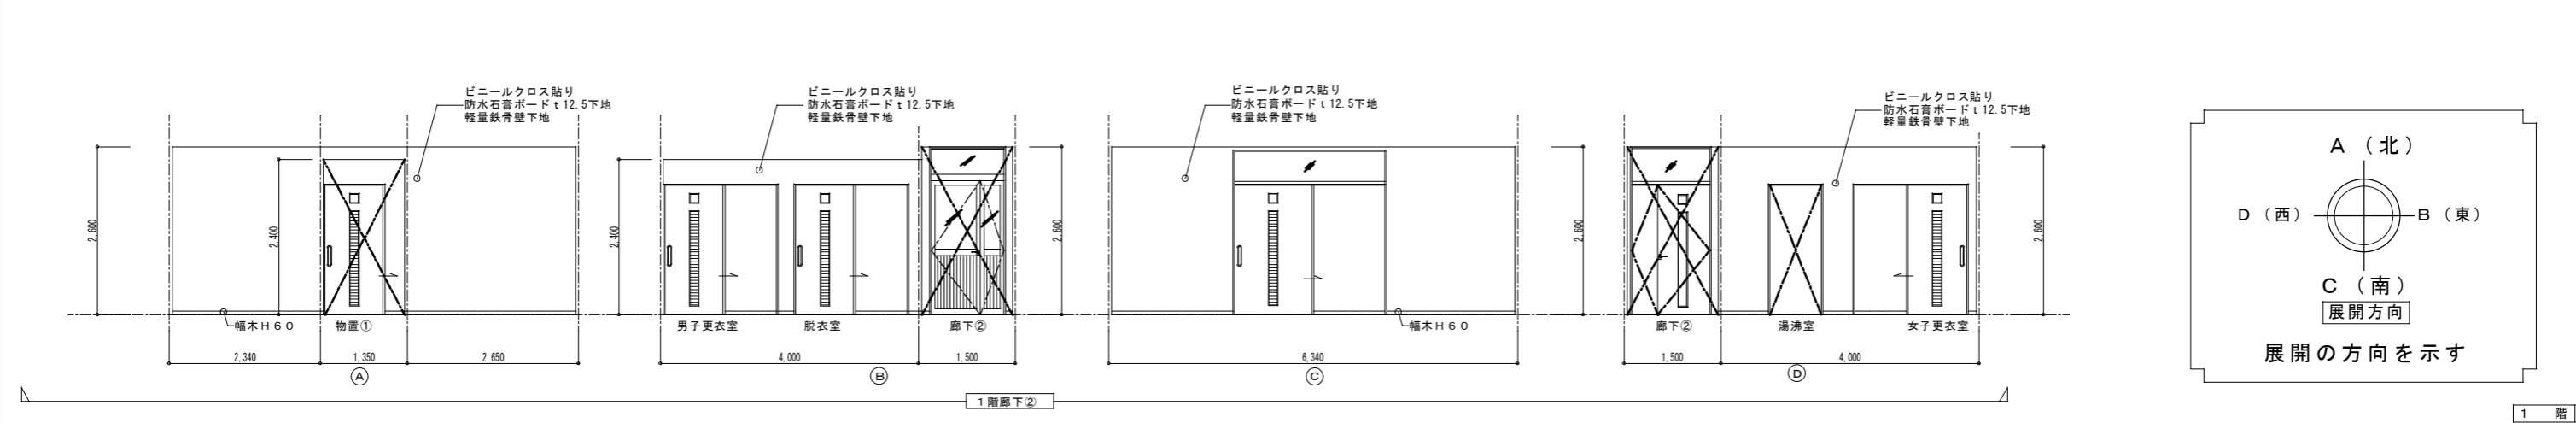 ビニールクロス貼り
防水石膏ボードｔ12.5下地
軽量鉄骨壁下地
2,600
2,400
幅木Ｈ６０
物置①
2,340
1,350
2,650
A
ビニールクロス貼り
防水石膏ボードｔ12.5下地
軽量鉄骨壁下地
2,400
2,600
男子更衣室
脱衣室
廊下②
4,000
1,500
B
ビニールクロス貼り
防水石膏ボードｔ12.5下地
軽量鉄骨壁下地
2,600
幅木Ｈ６０
6,340
C
ビニールクロス貼り
防水石膏ボードｔ12.5下地
軽量鉄骨壁下地
2,600
廊下②
湯沸室
女子更衣室
1,500
4,000
D
１階廊下②
A （北）
D （西）
B （東）
C （南）
展開方向
展開の方向を示す
１　階